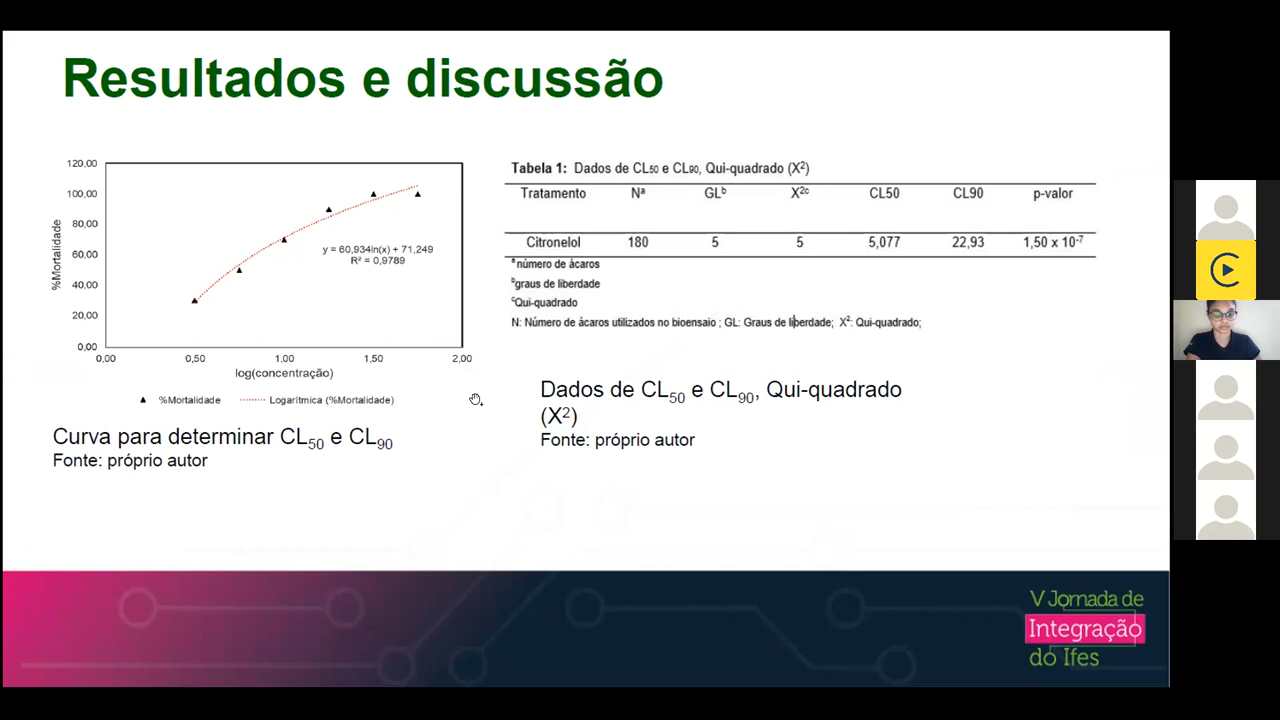 Resultados e discussão
120,00
100,00
80,00
60,00
40,00
20,00
0,00
%Mortalidade
0,00 0,50 1,00 1,50 2,00
log(concentração)
y = 60,934ln(x) + 71,249
R² = 0,9789
%Mortalidade Logarítmica (%Mortalidade)
Curva para determinar CL50 e CL90
Fonte: próprio autor
Tabela 1: Dados de CL50 e CL90, Qui-quadrado (X²)
Tratamento Nª GLᵇ X²ᶜ CL50 CL90 p-valor
Citronelol 180 5 5 5,077 22,93 1,50 x 10⁻⁷
ª número de ácaros
ᵇgraus de liberdade
ᶜQui-quadrado
N: Número de ácaros utilizados no bioensaio ; GL: Graus de liberdade; X²: Qui-quadrado;
Dados de CL50 e CL90, Qui-quadrado
(X²)
Fonte: próprio autor
V Jornada de
Integração
do Ifes